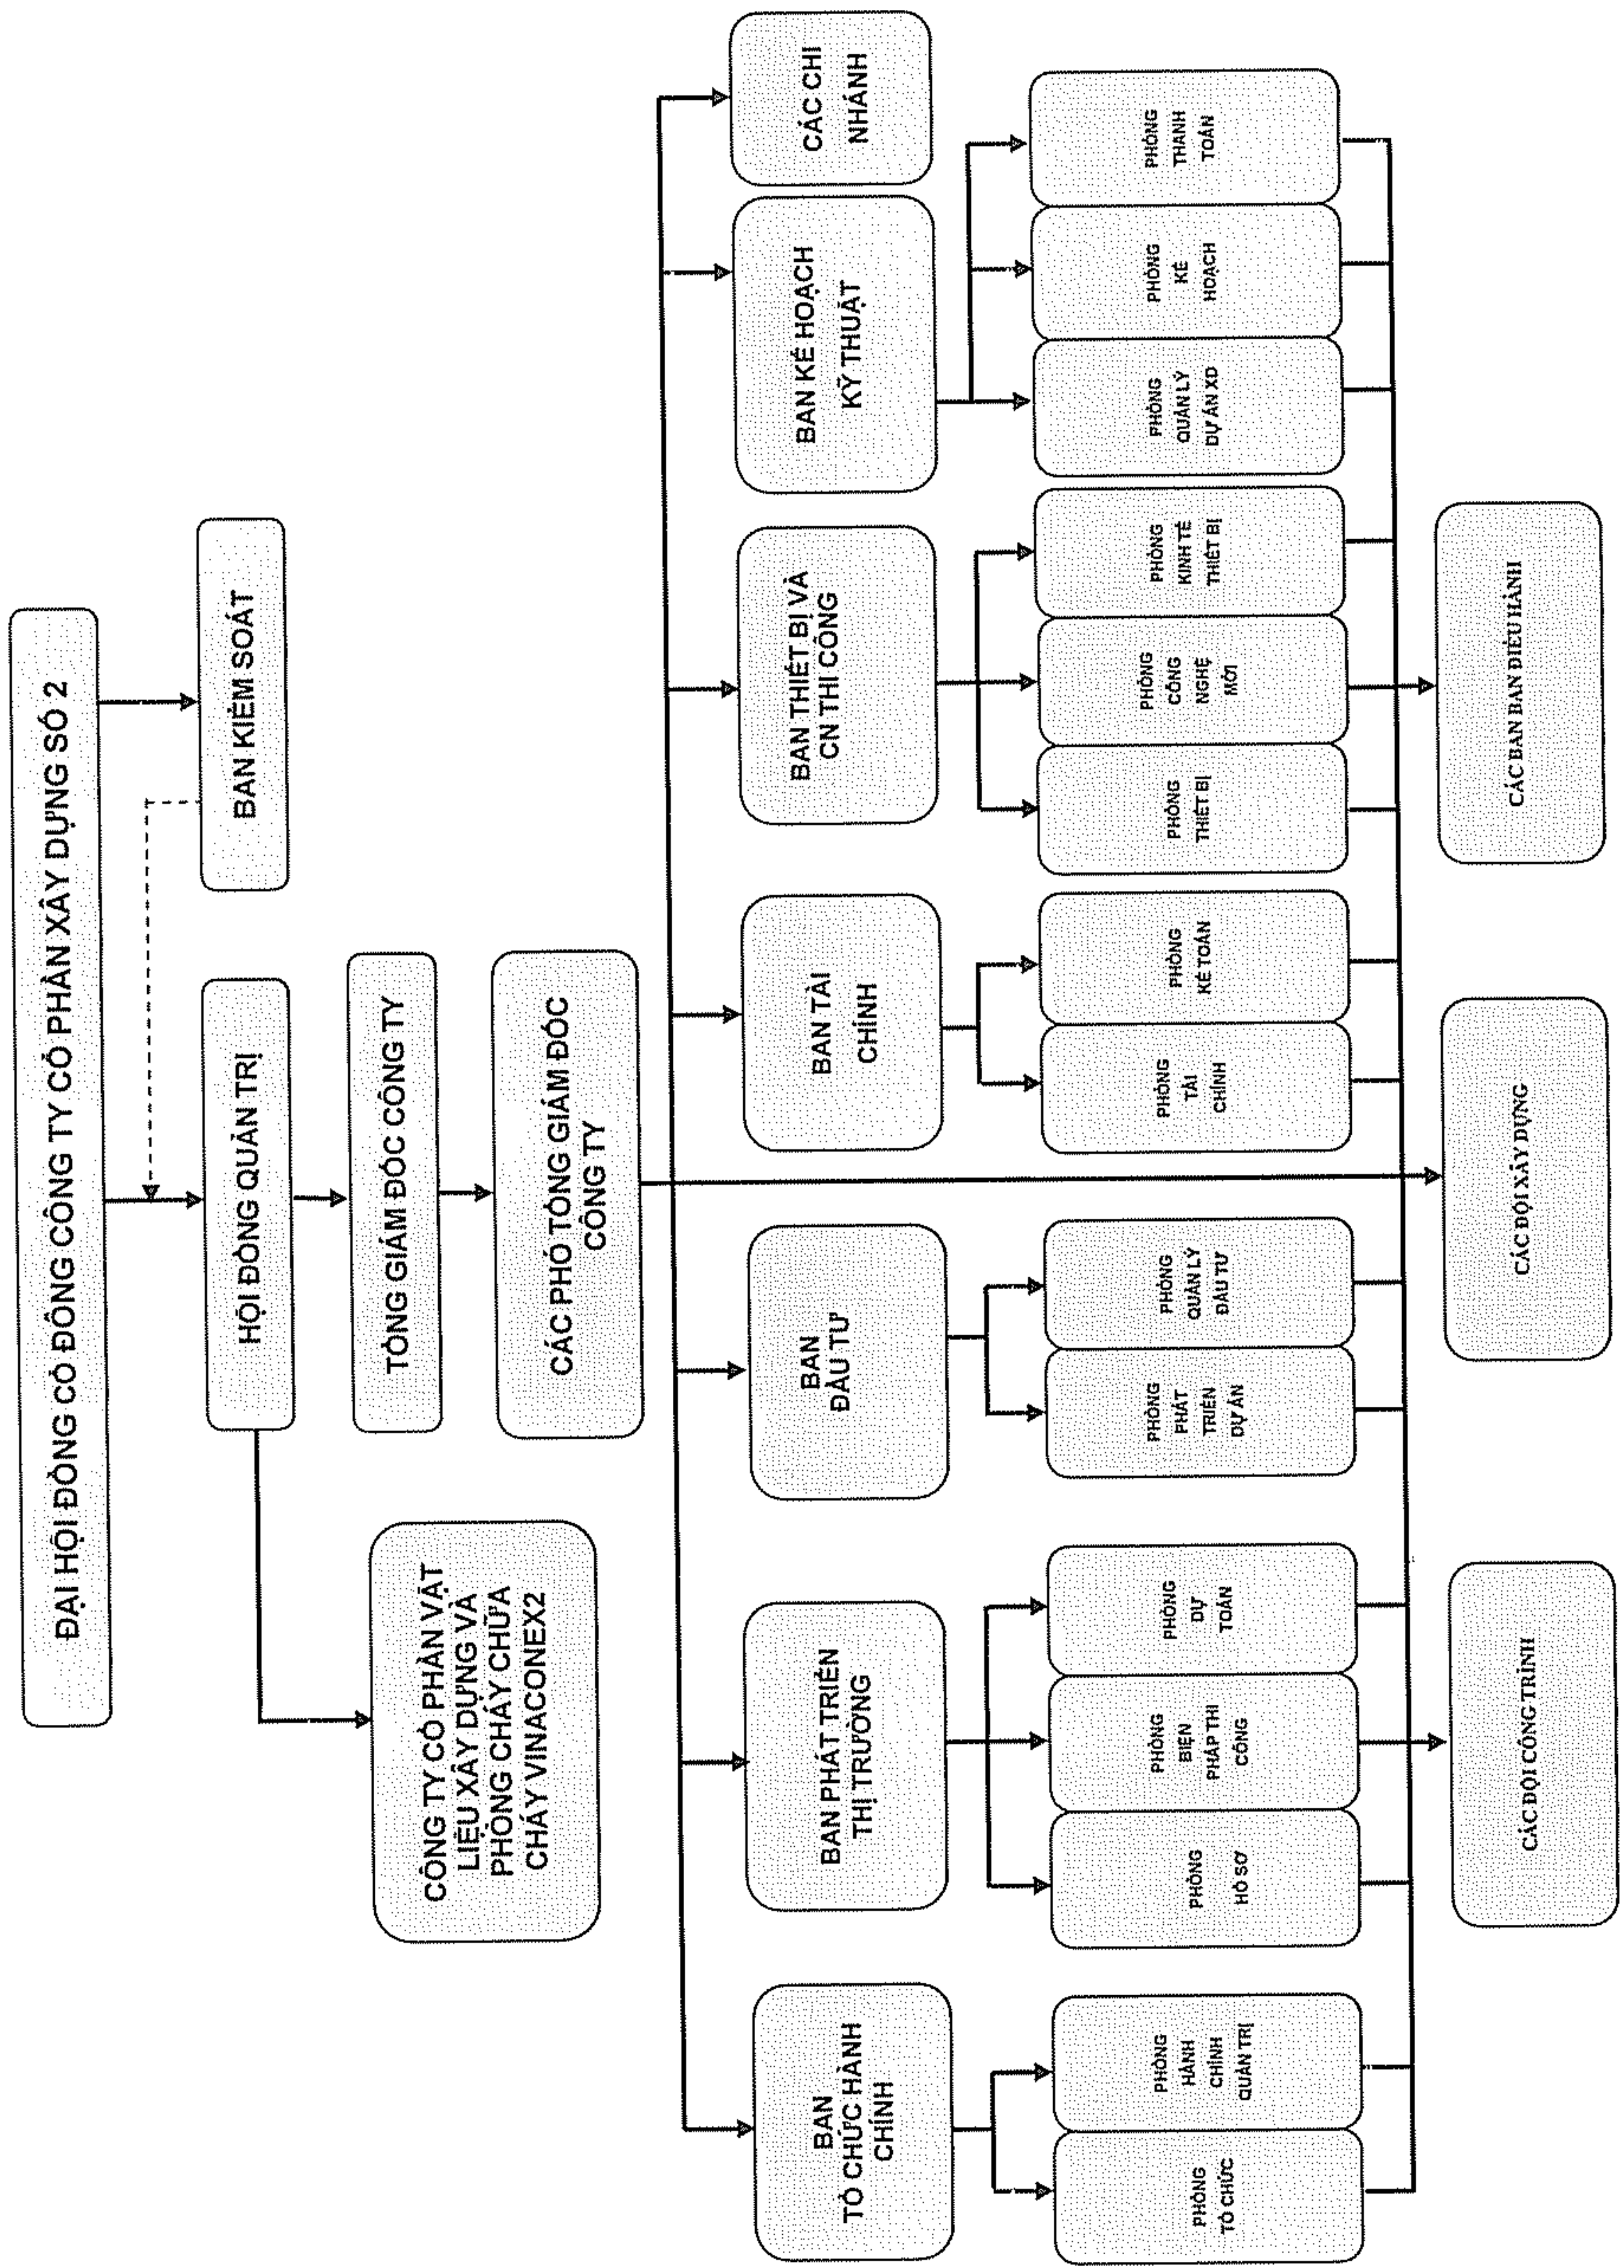 ĐẠI HỘI ĐỒNG CỔ ĐÔNG CÔNG TY CỔ PHẦN XÂY DỰNG SỐ 2
BAN KIỂM SOÁT
HỘI ĐỒNG QUẢN TRỊ
TỔNG GIÁM ĐỐC CÔNG TY
CÔNG TY CỔ PHẦN VẬT
LIỆU XÂY DỰNG VÀ
PHÒNG CHÁY CHỮA
CHÁY VINACONEX2
CÁC PHÓ TỔNG GIÁM ĐỐC
CÔNG TY
BAN
TỔ CHỨC HÀNH
CHÍNH
BAN PHÁT TRIỂN
THỊ TRƯỜNG
BAN
ĐẦU TƯ
BAN TÀI
CHÍNH
BAN THIẾT BỊ VÀ
CN THI CÔNG
BAN KẾ HOẠCH
KỸ THUẬT
CÁC CHI
NHÁNH
PHÒNG
TỔ CHỨC
PHÒNG
HÀNH
CHÍNH
QUẢN TRỊ
PHÒNG
HỒ SƠ
PHÒNG
BIỆN
PHÁP THI
CÔNG
PHÒNG
DỰ
TOÁN
PHÒNG
PHÁT
TRIỂN
DỰ ÁN
PHÒNG
QUẢN LÝ
ĐẦU TƯ
PHÒNG
TÀI
CHÍNH
PHÒNG
KẾ TOÁN
PHÒNG
THIẾT BỊ
PHÒNG
CÔNG
NGHỆ
MỚI
PHÒNG
KINH TẾ
THIẾT BỊ
PHÒNG
QUẢN LÝ
DỰ ÁN XD
PHÒNG
KẾ
HOẠCH
PHÒNG
THANH
TOÁN
CÁC ĐỘI CÔNG TRÌNH
CÁC ĐỘI XÂY DỰNG
CÁC BAN BAN ĐIỀU HÀNH